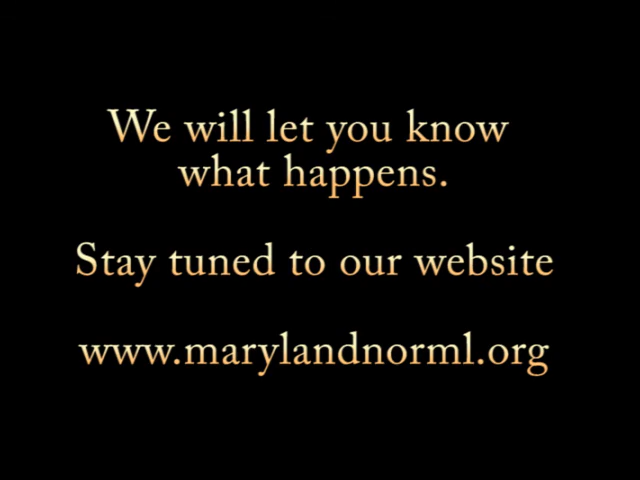 We will let you know
what happens.
Stay tuned to our website
www.marylandnorml.org